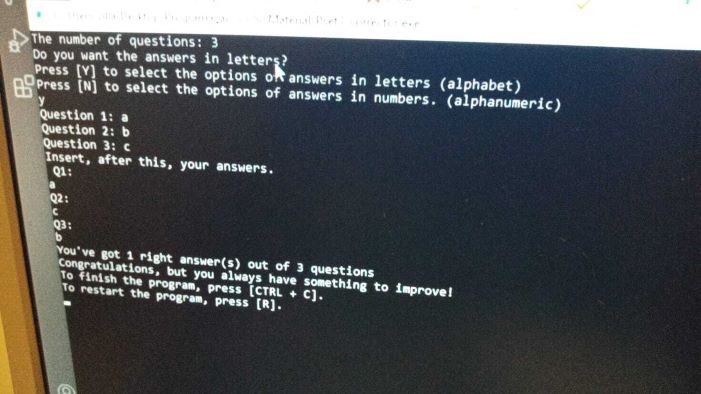 The number of questions: 3
Do you want the answers in letters?
Press [Y] to select the options of answers in letters (alphabet)
Press [N] to select the options of answers in numbers. (alphanumeric)
y
Question 1: a
Question 2: b
Question 3: c
Insert, after this, your answers.
Q1:
a
Q2:
c
Q3:
b
You've got 1 right answer(s) out of 3 questions
Congratulations, but you always have something to improve!
To finish the program, press [CTRL + C].
To restart the program, press [R].